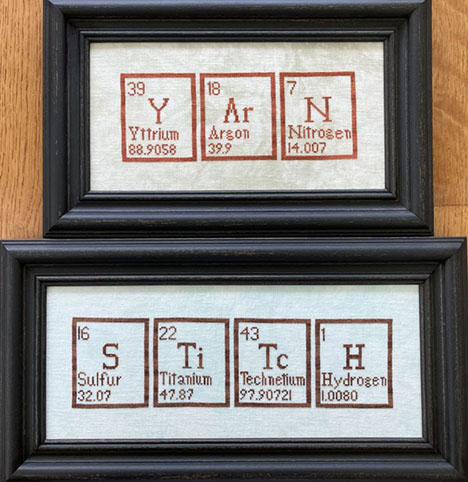 39 18 7
Y Ar N
Yttrium Argon Nitrogen
88.9058 39.9 14.007
16 22 43 1
S Ti Tc H
Sulfur Titanium Technetium Hydrogen
32.07 47.87 97.90721 1.0080